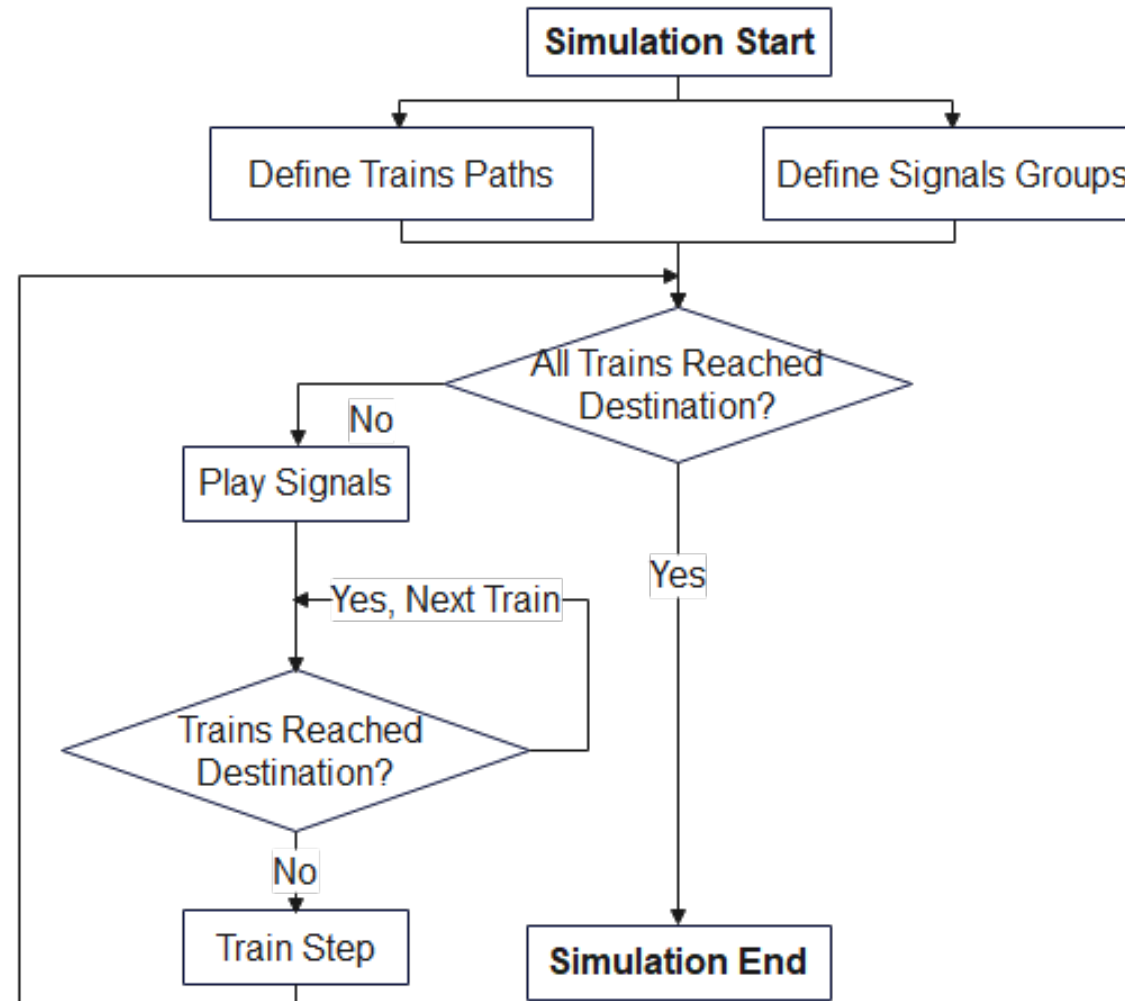 Simulation Start
Define Trains Paths
Define Signals Groups
All Trains Reached
Destination?
No
Play Signals
Yes
Yes, Next Train
Trains Reached
Destination?
No
Train Step
Simulation End